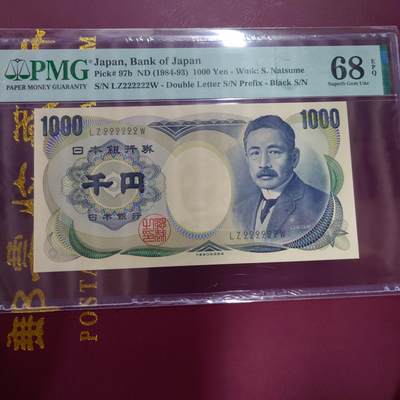 PMG
PAPER MONEY GUARANTY
Japan, Bank of Japan
Pick# 97b ND (1984-93) 1000 Yen - Wmk: S. Natsume
S/N LZ222222W - Double Letter S/N Prefix - Black S/N
68 EPQ
Superb Gem Unc
1000
1000
LZ222222W
日本銀行券
千円
日本銀行
LZ222222W
POSTA